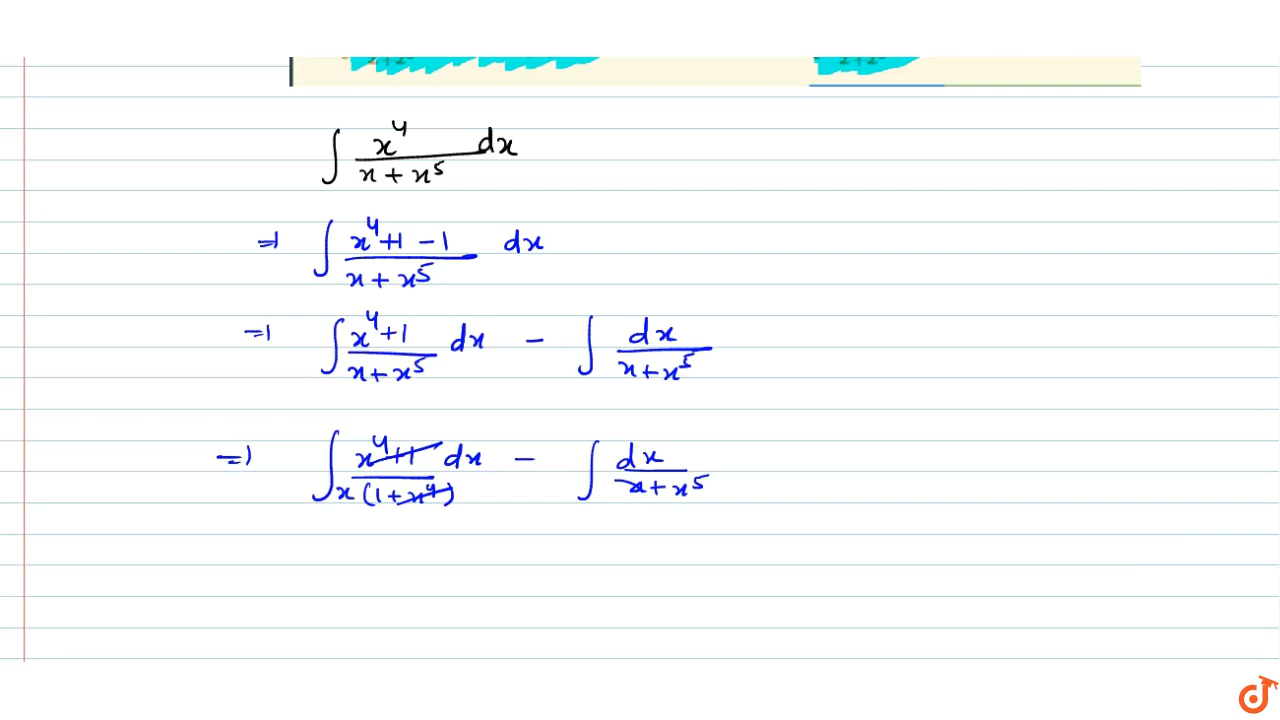 ∫ x⁴ / (x + x⁵) dx
⇒ ∫ (x⁴ + 1 − 1) / (x + x⁵) dx
⇒ ∫ (x⁴ + 1) / (x + x⁵) dx − ∫ dx / (x + x⁵)
⇒ ∫ (x⁴ + 1) / x(1 + x⁴) dx − ∫ dx / (x + x⁵)